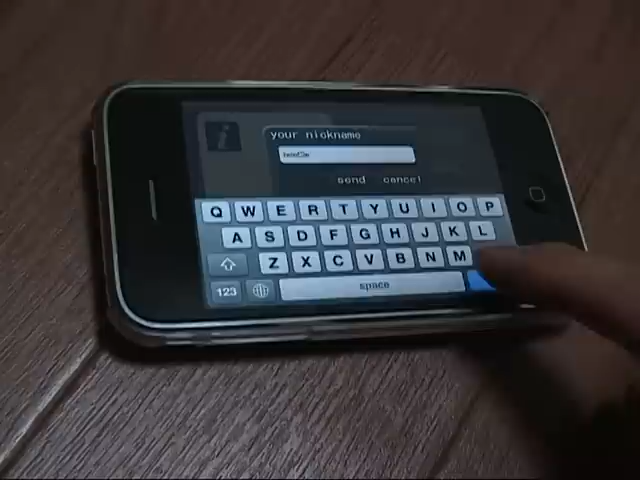 your nickname
send cancel
Q W E R T Y U I O P
A S D F G H J K L
Z X C V B N M
123 space